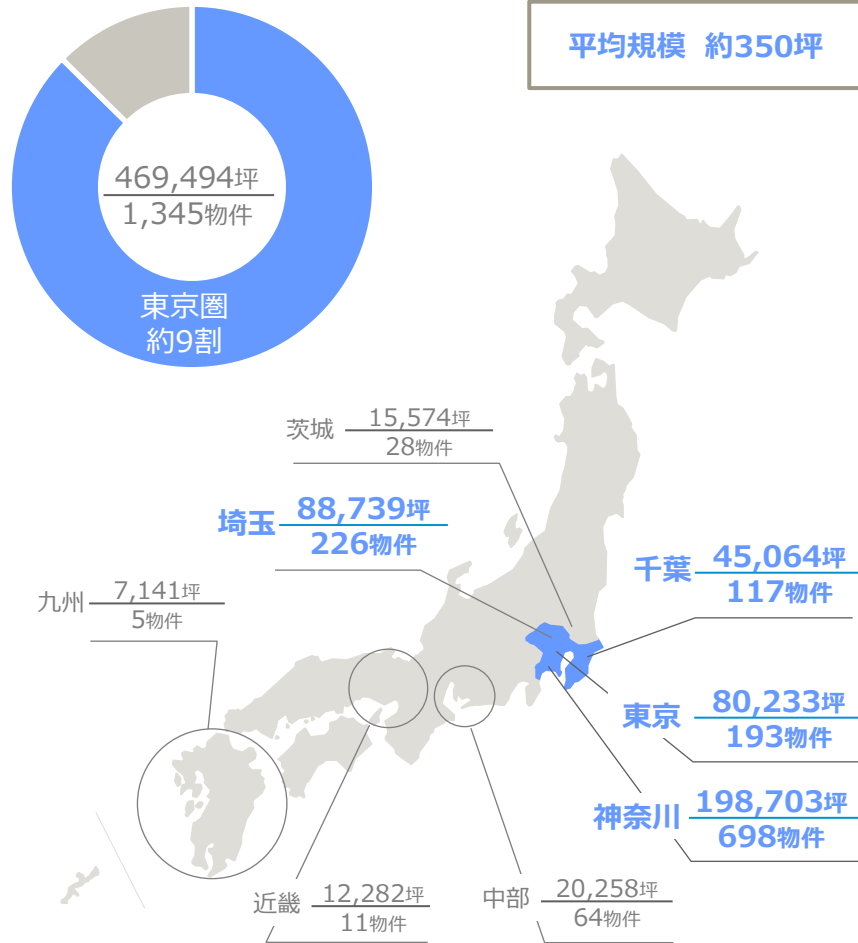 平均規模 約350坪
469,494坪
1,345物件
東京圏
約9割
茨城
15,574坪
28物件
埼玉
88,739坪
226物件
千葉
45,064坪
117物件
九州
7,141坪
5物件
東京
80,233坪
193物件
神奈川
198,703坪
698物件
近畿
12,282坪
11物件
中部
20,258坪
64物件